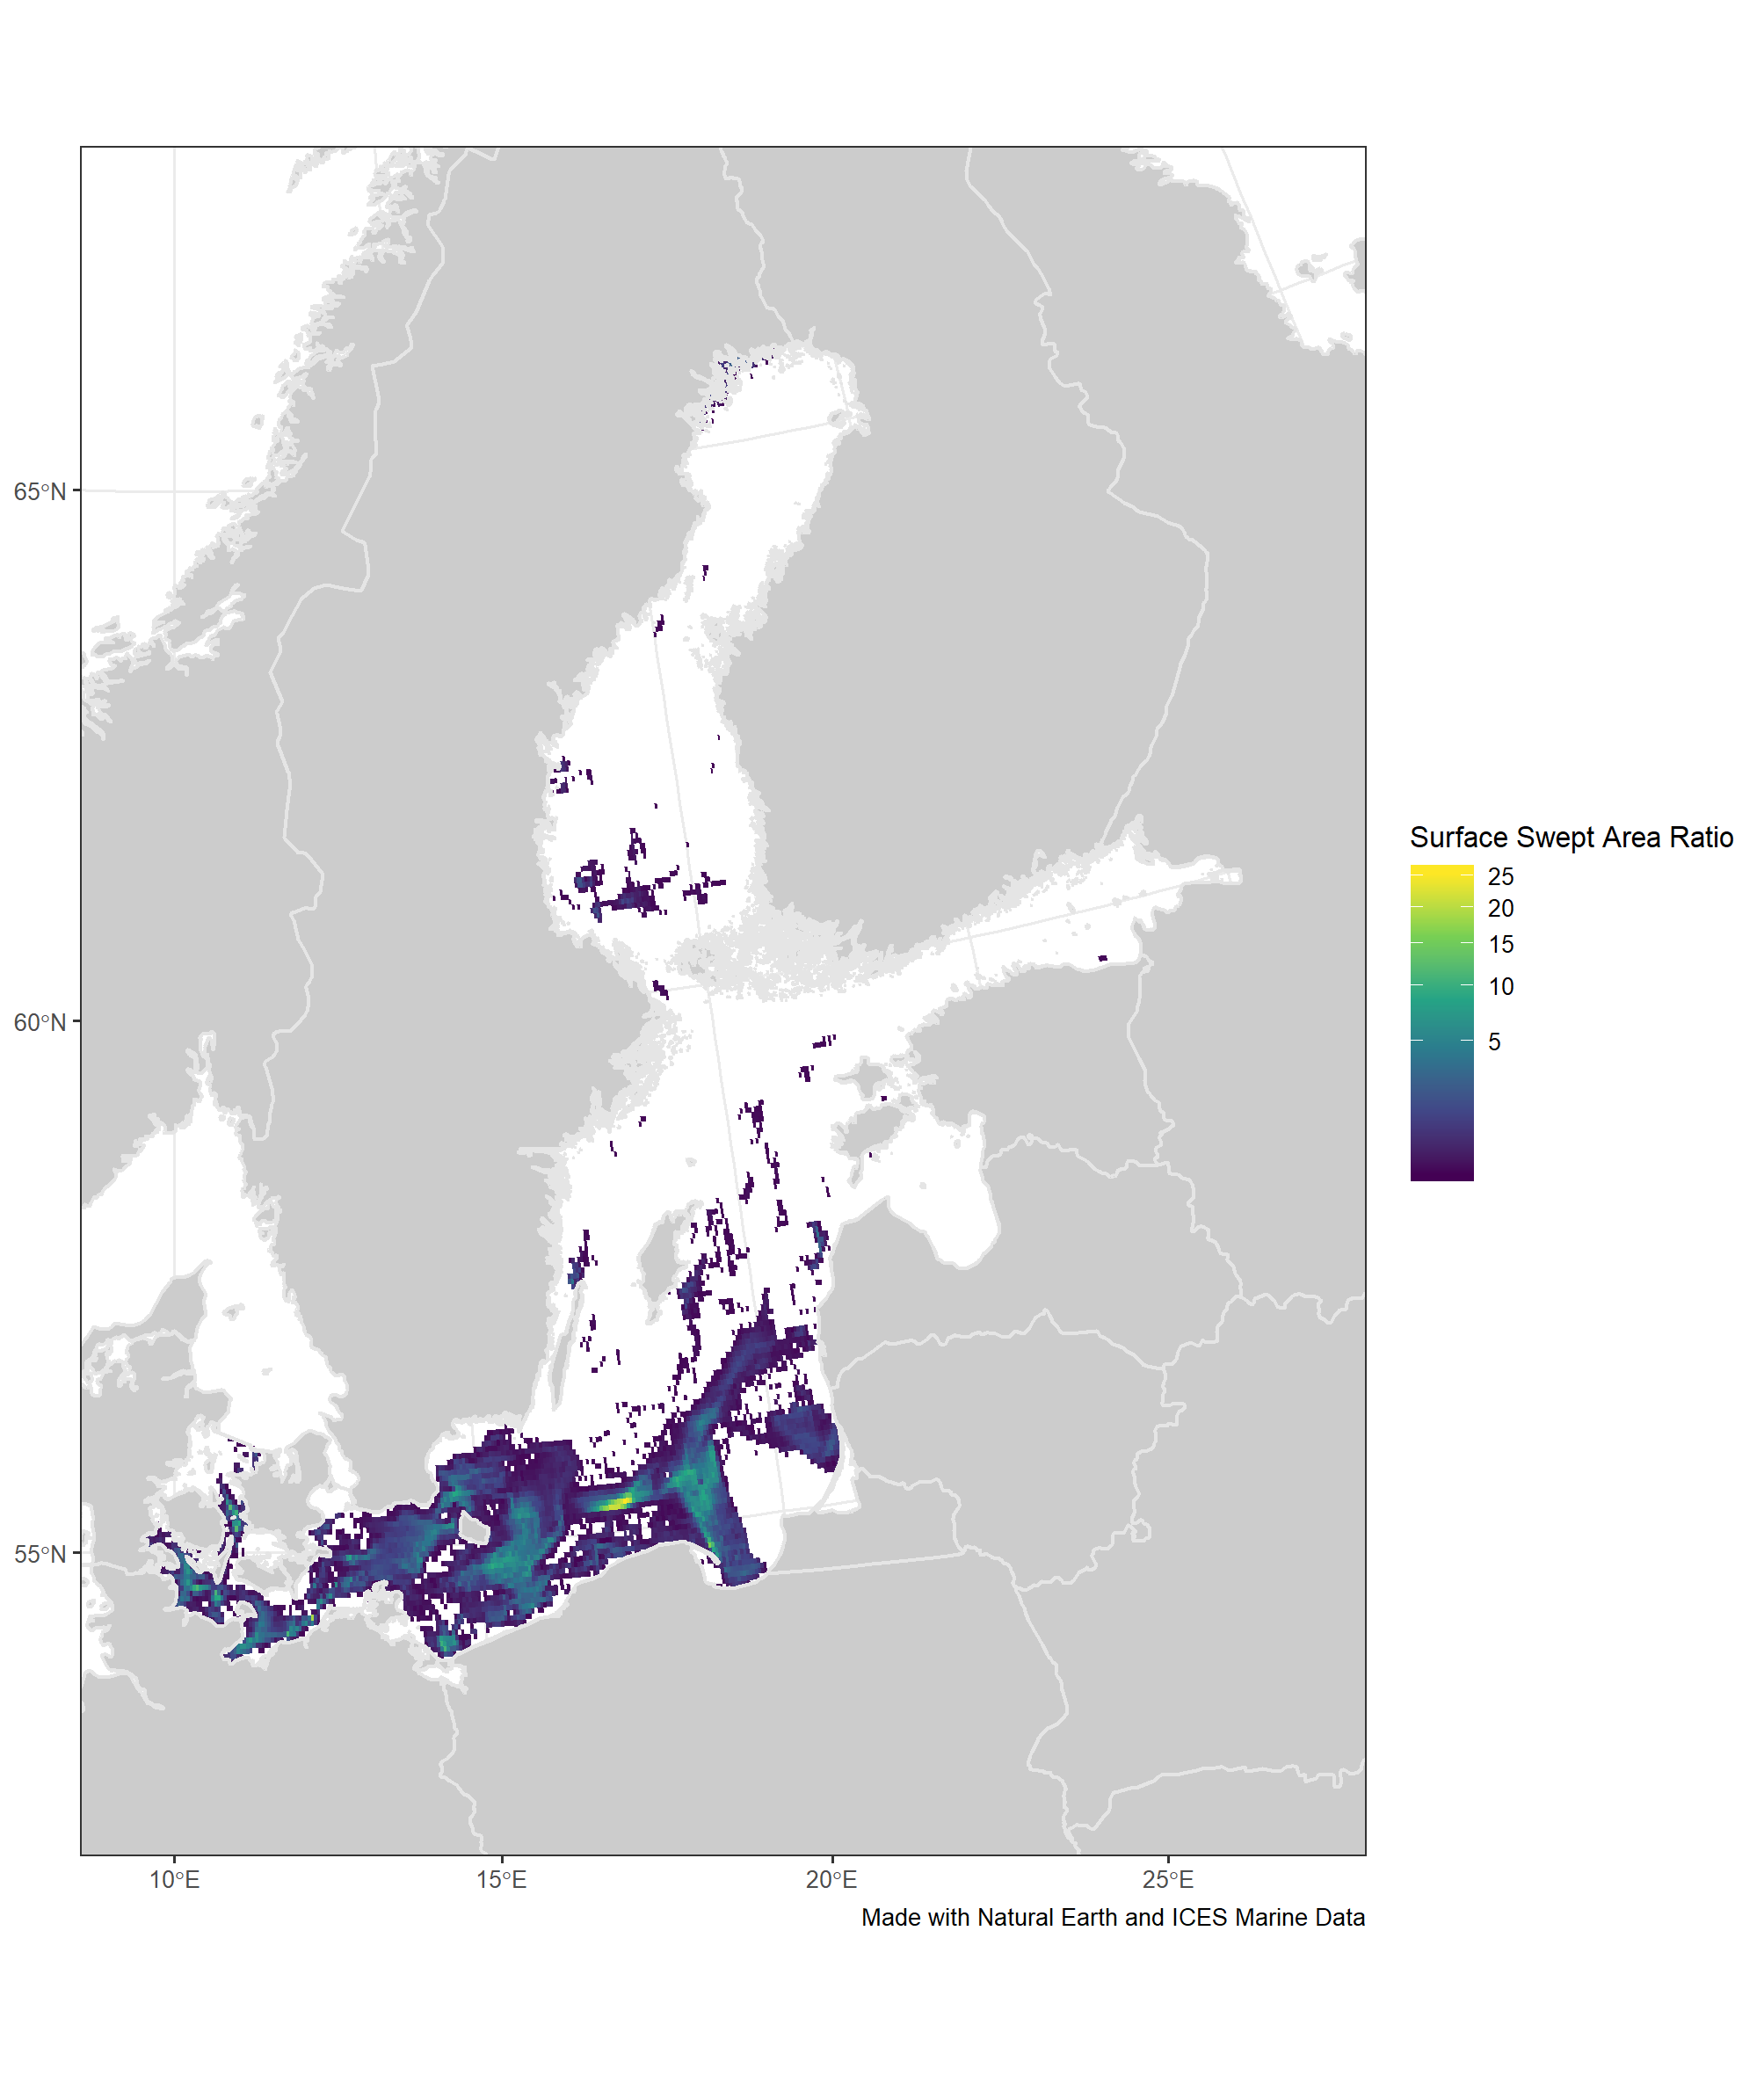 65°N
60°N
55°N
10°E
15°E
20°E
25°E
Surface Swept Area Ratio
25
20
15
10
5
Made with Natural Earth and ICES Marine Data